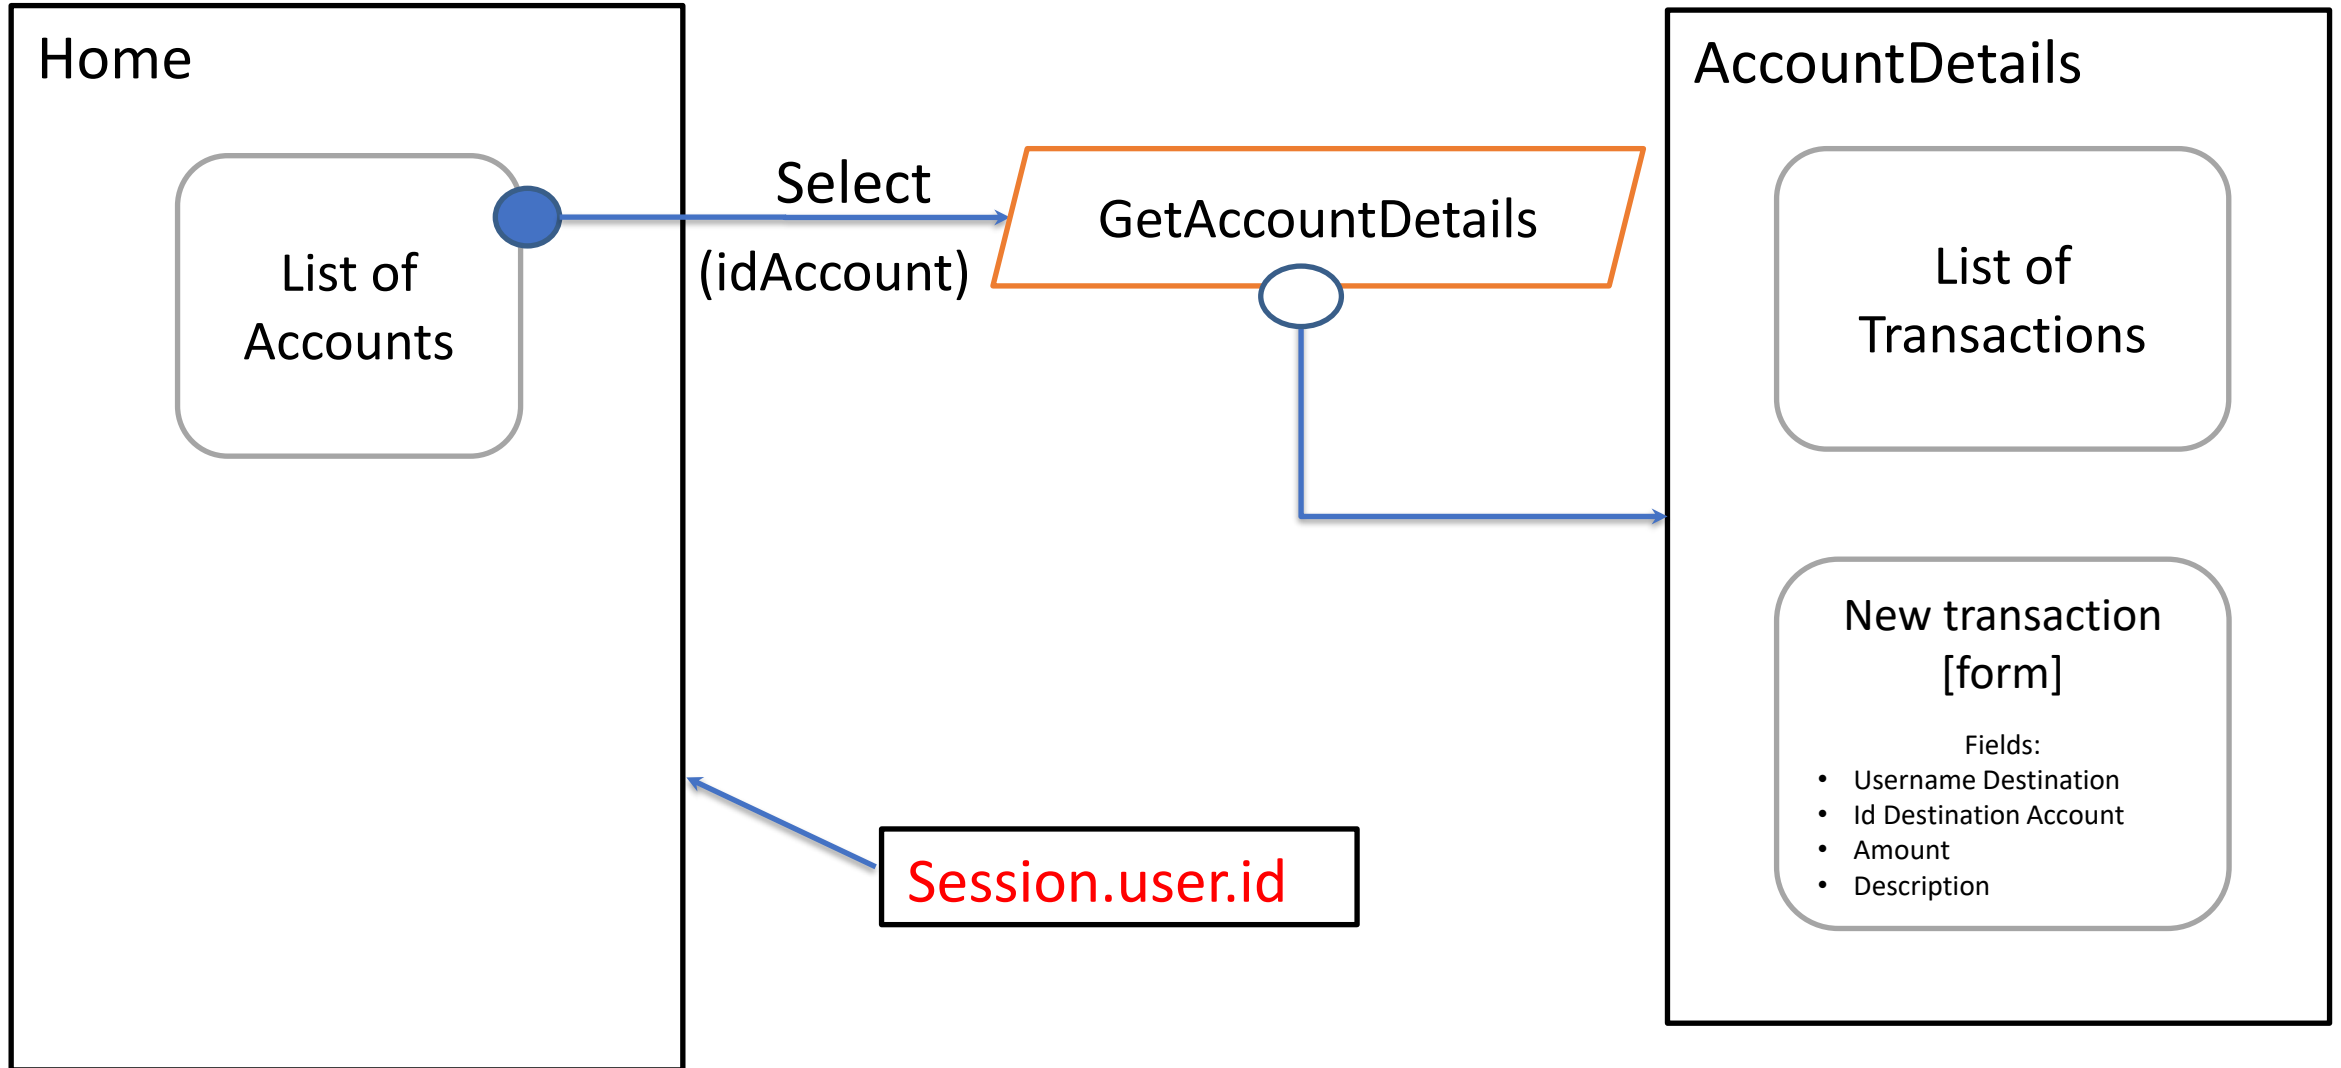 Home
List of
Accounts
Select
(idAccount)
GetAccountDetails
Session.user.id
AccountDetails
List of
Transactions
New transaction
[form]
Fields:
• Username Destination
• Id Destination Account
• Amount
• Description